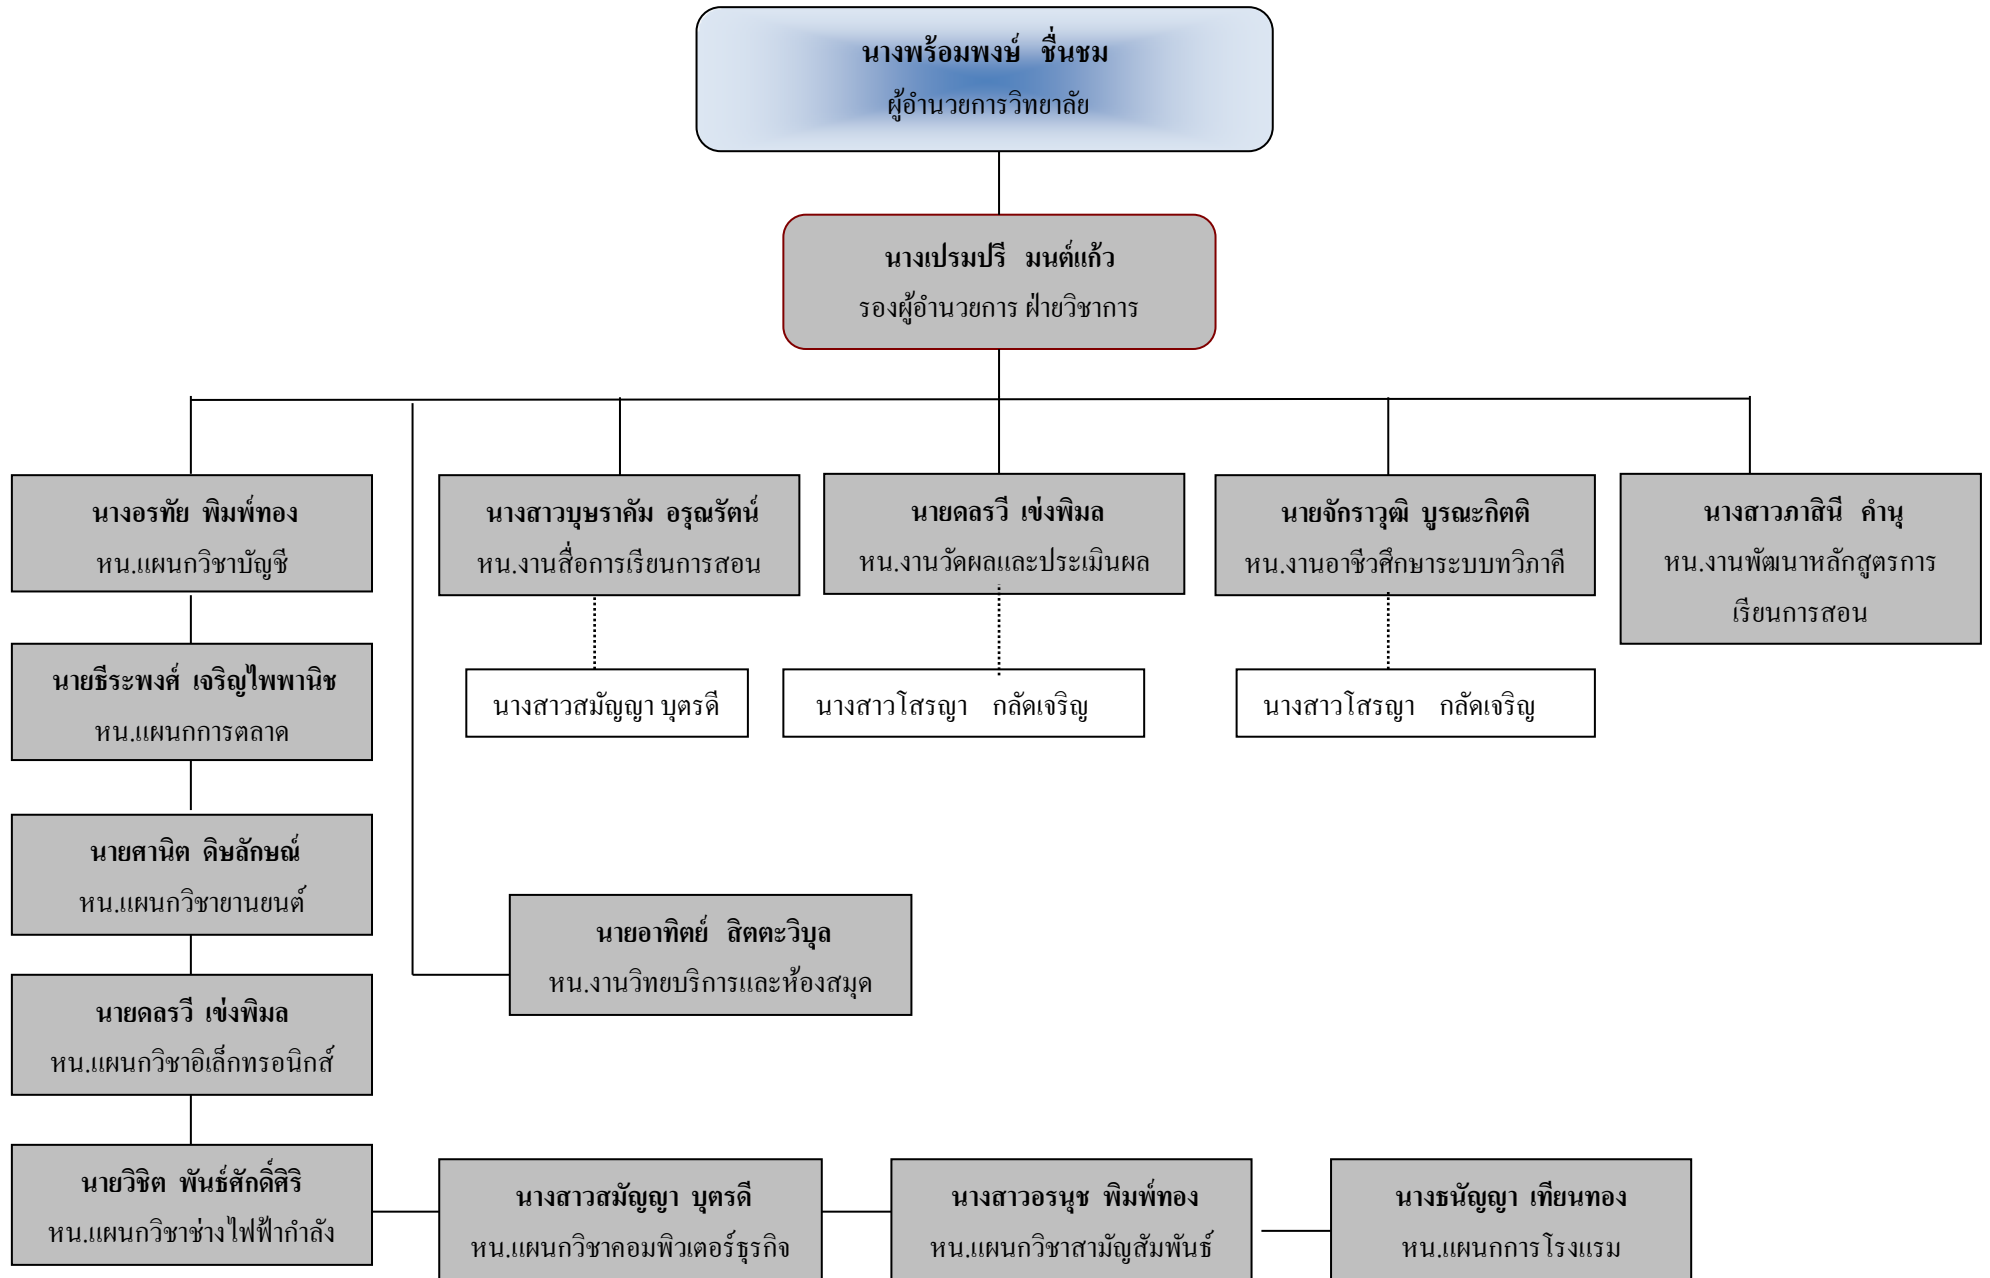 นางพร้อมพงษ์ ชื่นชม
ผู้อำนวยการวิทยาลัย
นางเปรมปรี มนต์แก้ว
รองผู้อำนวยการ ฝ่ายวิชาการ
นางอรทัย พิมพ์ทอง
หน.แผนกวิชาบัญชี
นางสาวบุษราคัม อรุณรัตน์
หน.งานสื่อการเรียนการสอน
นายดลรวี เข่งพิมล
หน.งานวัดผลและประเมินผล
นายจักราวุฒิ บูรณะกิตติ
หน.งานอาชีวศึกษาระบบทวิภาคี
นางสาวภาสินี คำนุ
หน.งานพัฒนาหลักสูตรการ
เรียนการสอน
นายธีระพงศ์ เจริญไพพานิช
หน.แผนกการตลาด
นางสาวสมัญญา บุตรดี
นางสาวโสรญา กลัดเจริญ
นางสาวโสรญา กลัดเจริญ
นายศานิต ดิษลักษณ์
หน.แผนกวิชายานยนต์
นายอาทิตย์ สิตตะวิบุล
หน.งานวิทยบริการและห้องสมุด
นายดลรวี เข่งพิมล
หน.แผนกวิชาอิเล็กทรอนิกส์
นายวิชิต พันธ์ศักดิ์ศิริ
หน.แผนกวิชาช่างไฟฟ้ากำลัง
นางสาวสมัญญา บุตรดี
หน.แผนกวิชาคอมพิวเตอร์ธุรกิจ
นางสาวอรนุช พิมพ์ทอง
หน.แผนกวิชาสามัญสัมพันธ์
นางธนัญญา เทียนทอง
หน.แผนกการโรงแรม